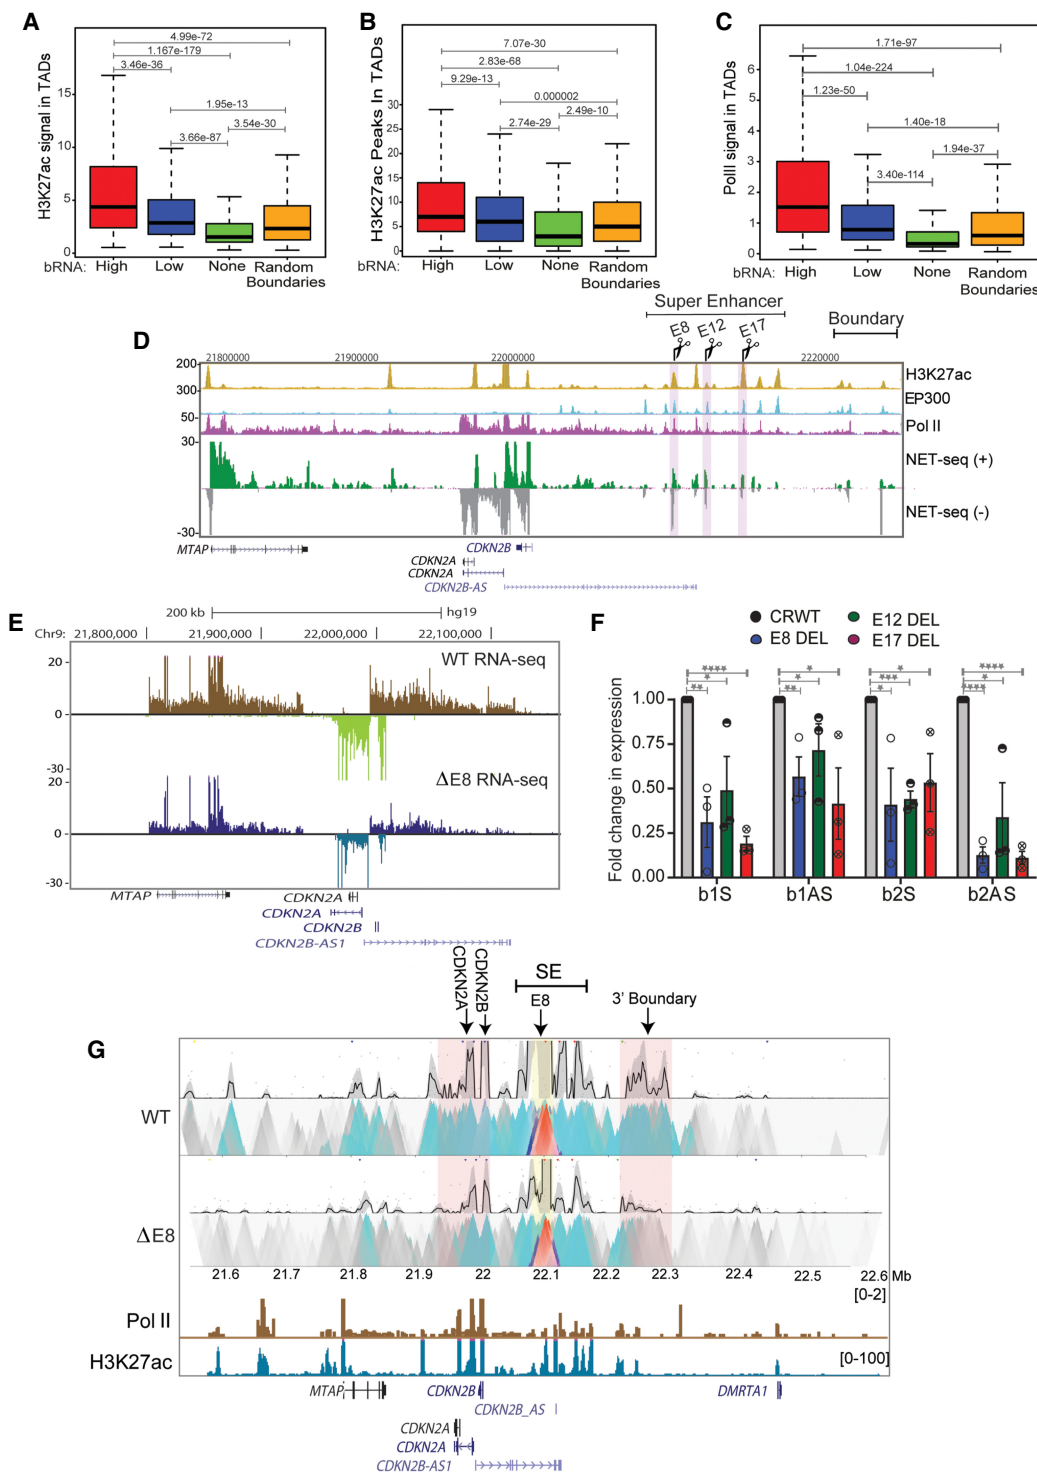 A
H3K27ac signal in TADs
15
10
5
0
4.99e-72
1.167e-179
3.46e-36
1.95e-13
3.54e-30
3.66e-87
bRNA: High Low None Random Boundaries
B
H3K27ac Peaks In TADs
30
25
20
15
10
5
0
7.07e-30
2.83e-68
9.29e-13
0.000002
2.49e-10
2.74e-29
bRNA: High Low None Random Boundaries
C
PolII signal in TADs
6
5
4
3
2
1
0
1.71e-97
1.04e-224
1.23e-50
1.40e-18
1.94e-37
3.40e-114
bRNA: High Low None Random Boundaries
D
Super Enhancer
E8 E12 E17
Boundary
21800000 21900000 22000000 2220000
200
300
50
30
-30
H3K27ac
EP300
Pol II
NET-seq (+)
NET-seq (-)
MTAP
CDKN2B
CDKN2A
CDKN2A
CDKN2B-AS
E
200 kb hg19
Chr9: 21,800,000 21,900,000 22,000,000 22,100,000
20
WT RNA-seq
0
-30
20
ΔE8 RNA-seq
0
-30
MTAP
CDKN2A
CDKN2A
CDKN2B
CDKN2B-AS1
F
CRWT E12 DEL
E8 DEL E17 DEL
Fold change in expression
1.00
0.75
0.50
0.25
0.00
**** * * ****
* * *** *
** ** * ****
b1S b1AS b2S b2AS
G
CDKN2A
CDKN2B
SE
E8
3' Boundary
WT
ΔE8
21.6 21.7 21.8 21.9 22 22.1 22.2 22.3 22.4 22.5 22.6 Mb
[0-2]
Pol II
H3K27ac
[0-100]
MTAP
CDKN2B
DMRTA1
CDKN2B_AS
CDKN2A
CDKN2A
CDKN2B-AS1